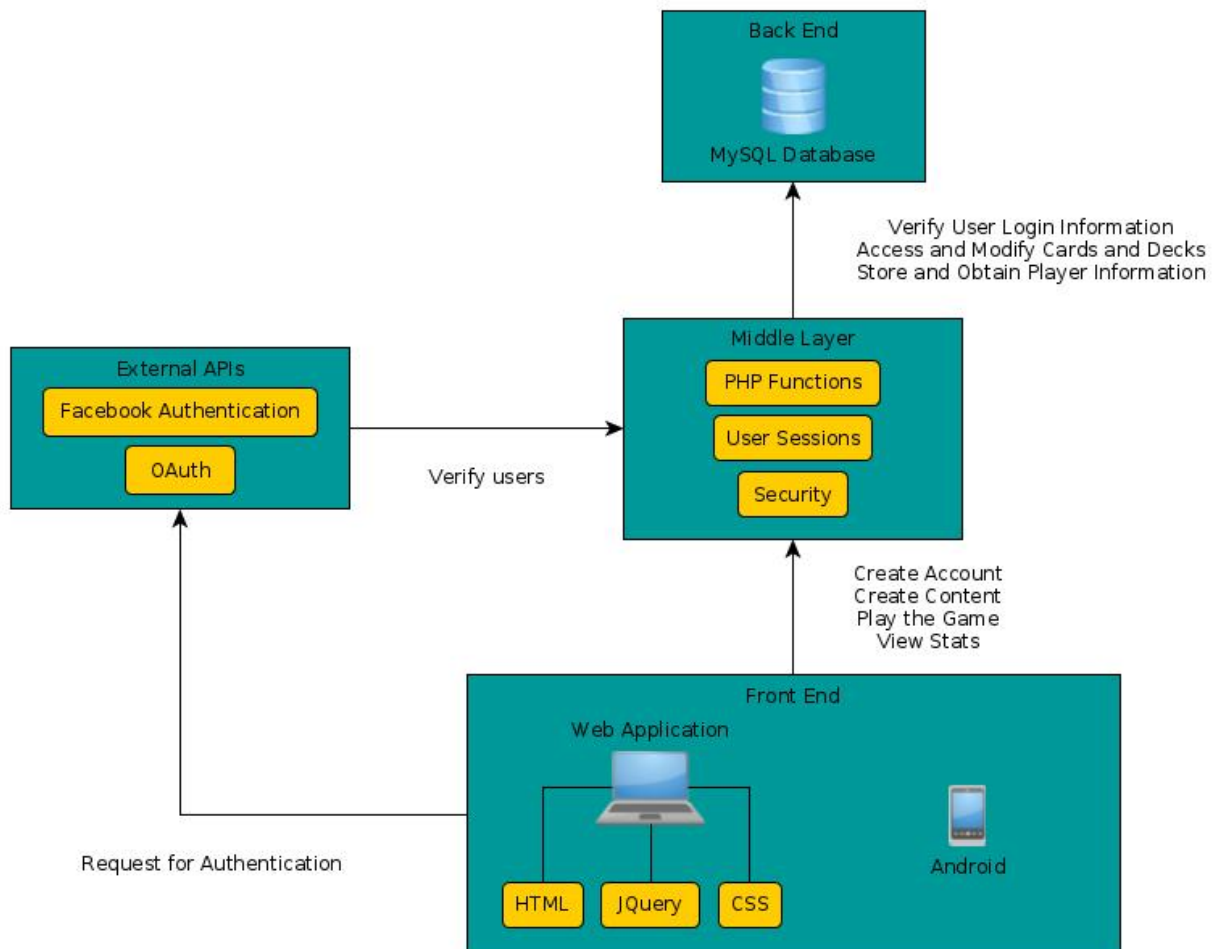 Back End
MySQL Database
Verify User Login Information
Access and Modify Cards and Decks
Store and Obtain Player Information
Middle Layer
PHP Functions
User Sessions
Security
External APIs
Facebook Authentication
OAuth
Verify users
Create Account
Create Content
Play the Game
View Stats
Front End
Web Application
HTML
JQuery
CSS
Android
Request for Authentication